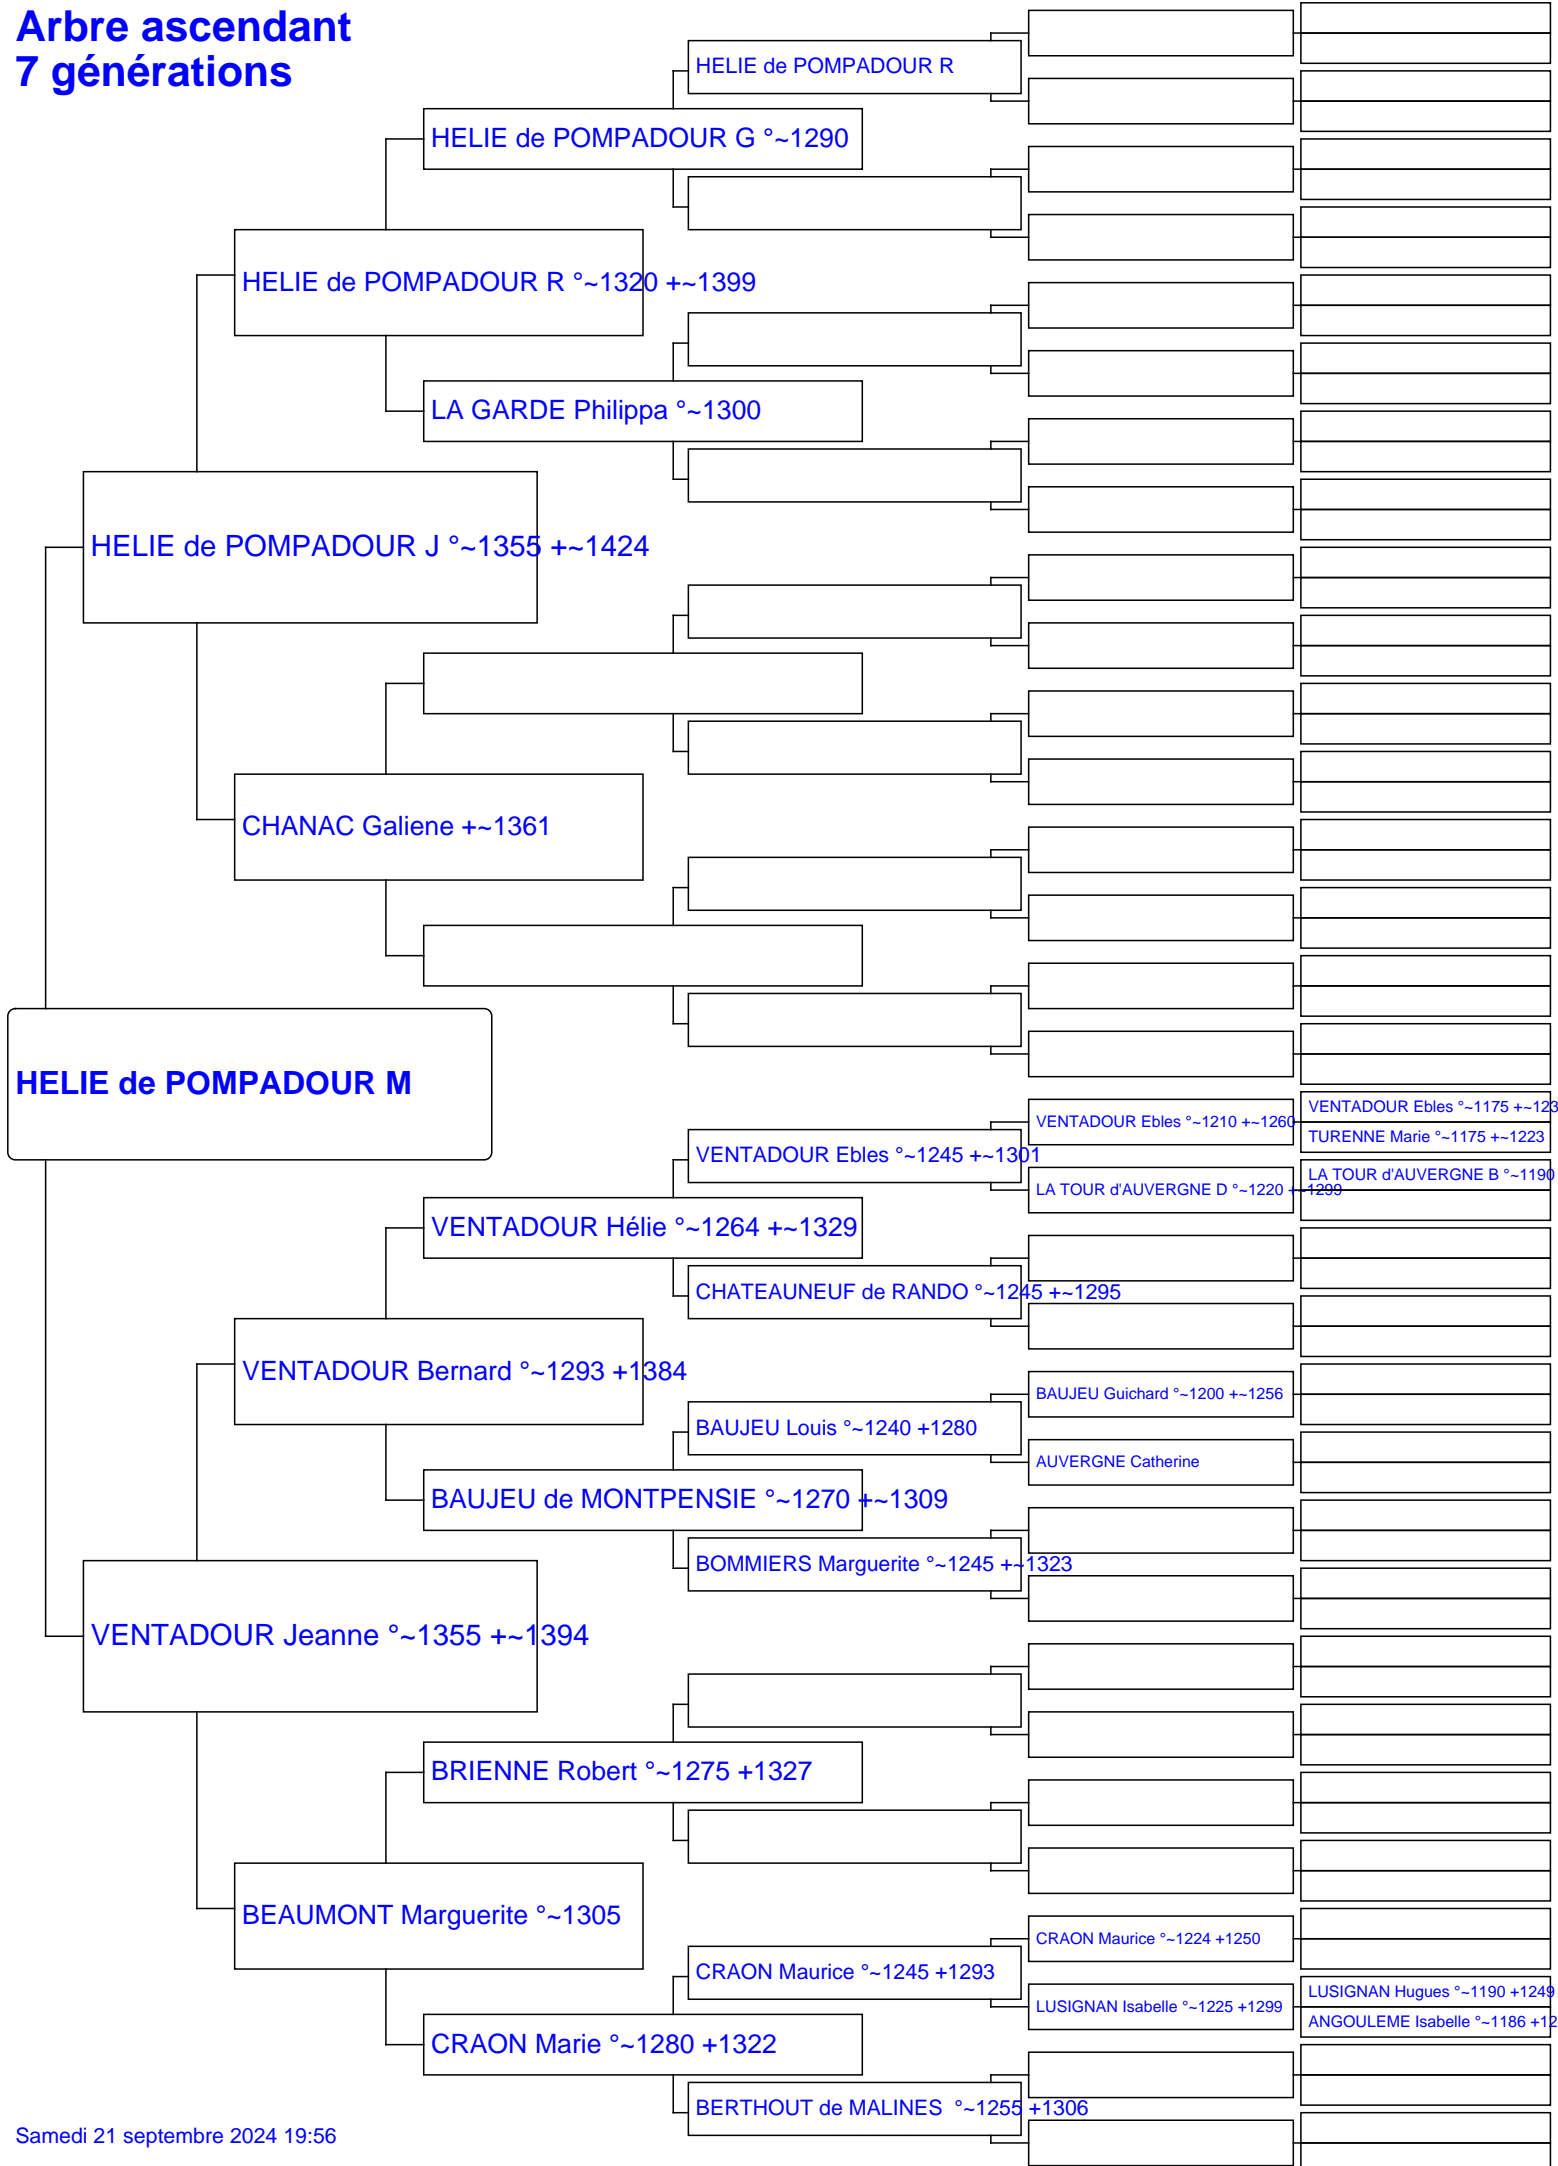 Arbre ascendant
7 générations
HELIE de POMPADOUR R
HELIE de POMPADOUR G °~1290
HELIE de POMPADOUR R °~1320 +~1399
LA GARDE Philippa °~1300
HELIE de POMPADOUR J °~1355 +~1424
CHANAC Galiene +~1361
HELIE de POMPADOUR M
VENTADOUR Ebles °~1175 +~123
VENTADOUR Ebles °~1210 +~1260
TURENNE Marie °~1175 +~1223
VENTADOUR Ebles °~1245 +~1301
LA TOUR d'AUVERGNE B °~1190
LA TOUR d'AUVERGNE D °~1220 +~1299
VENTADOUR Hélie °~1264 +~1329
CHATEAUNEUF de RANDO °~1245 +~1295
VENTADOUR Bernard °~1293 +1384
BAUJEU Guichard °~1200 +~1256
BAUJEU Louis °~1240 +1280
AUVERGNE Catherine
BAUJEU de MONTPENSIE °~1270 +~1309
BOMMIERS Marguerite °~1245 +~1323
VENTADOUR Jeanne °~1355 +~1394
BRIENNE Robert °~1275 +1327
BEAUMONT Marguerite °~1305
CRAON Maurice °~1224 +1250
CRAON Maurice °~1245 +1293
LUSIGNAN Hugues °~1190 +1249
LUSIGNAN Isabelle °~1225 +1299
ANGOULEME Isabelle °~1186 +12
CRAON Marie °~1280 +1322
BERTHOUT de MALINES °~1255 +1306
Samedi 21 septembre 2024 19:56